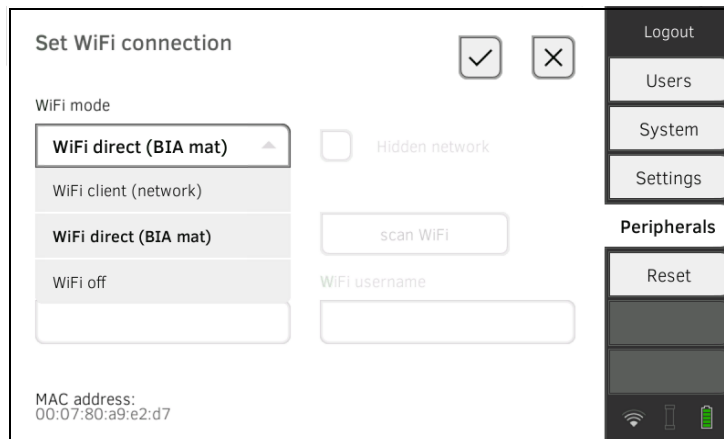 Set WiFi connection
WiFi mode
WiFi direct (BIA mat)
Hidden network
WiFi client (network)
WiFi direct (BIA mat)
scan WiFi
WiFi off
WiFi username
MAC address:
00:07:80:a9:e2:d7
Logout
Users
System
Settings
Peripherals
Reset